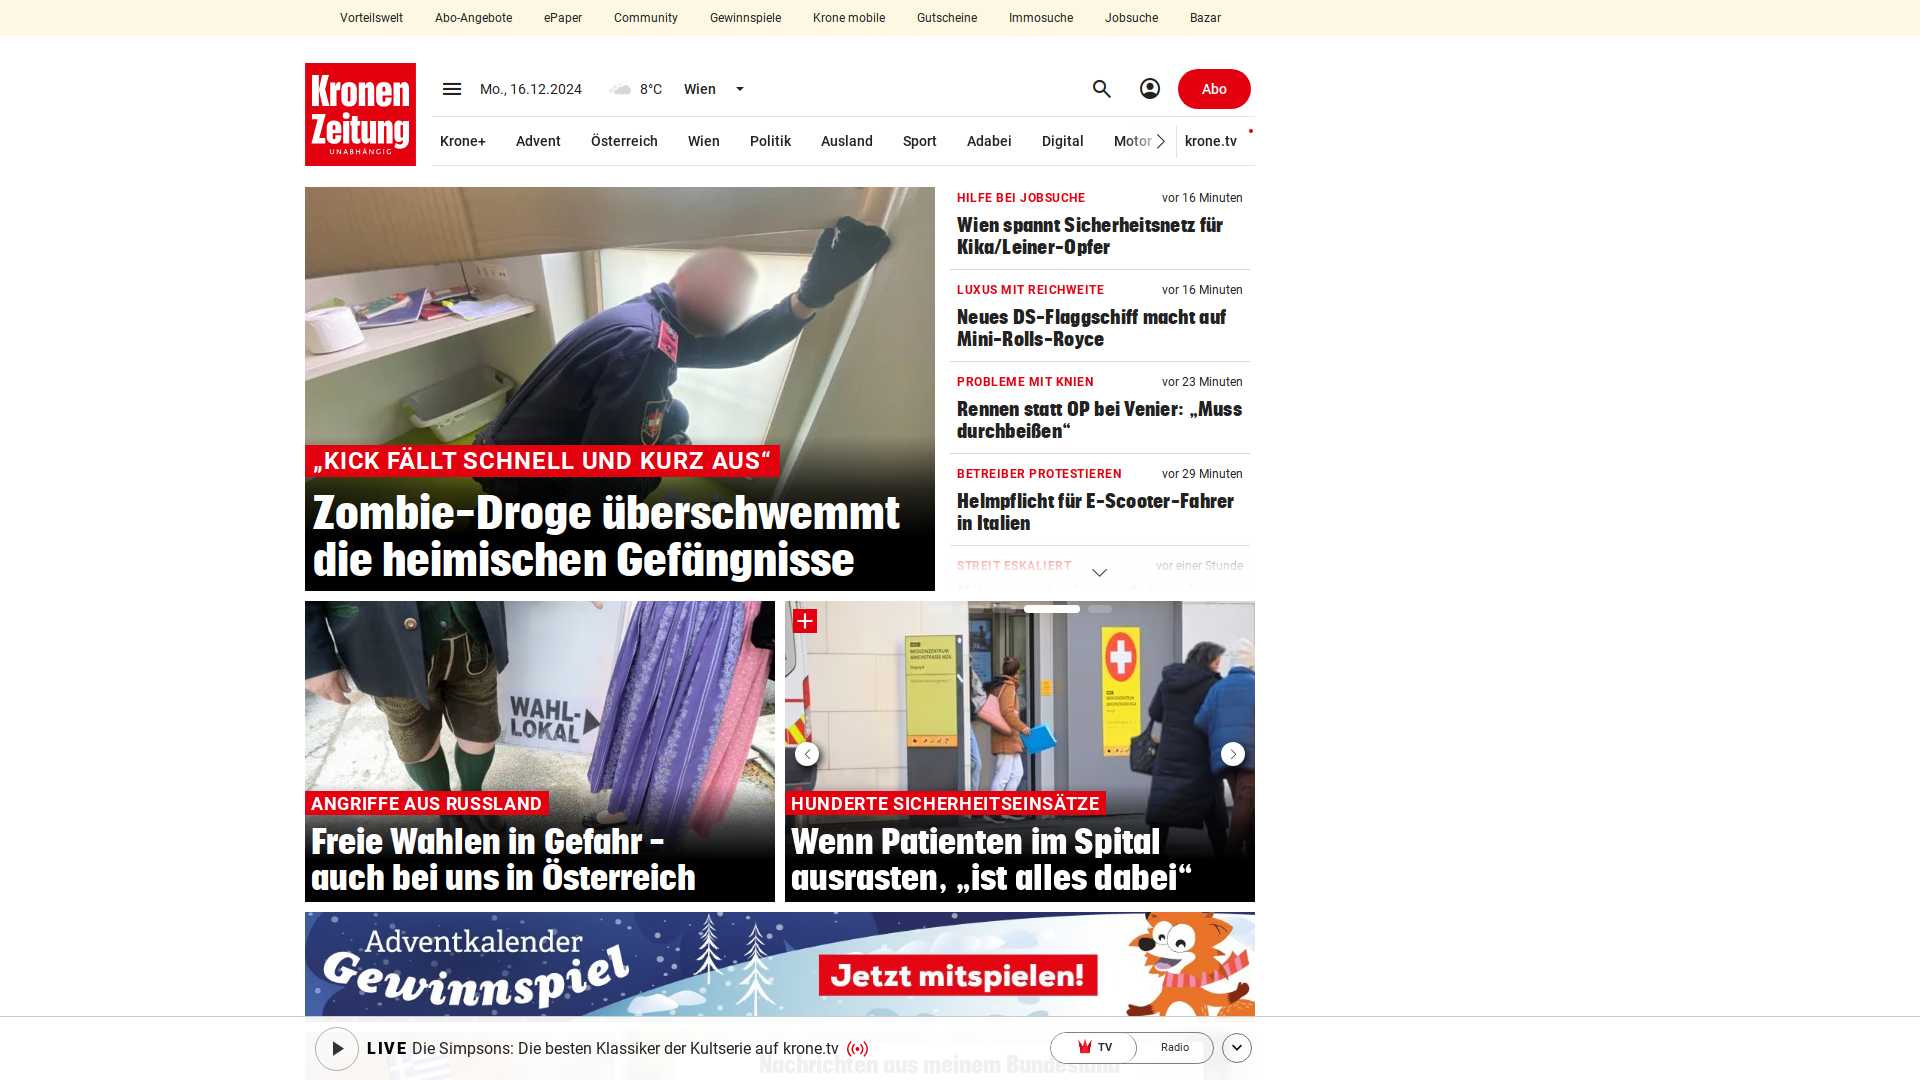 Vorteilswelt Abo-Angebote ePaper Community Gewinnspiele Krone mobile Gutscheine Immosuche Jobsuche Bazar
Kronen
Zeitung
UNABHÄNGIG
Mo., 16.12.2024 8°C Wien Abo
Krone+ Advent Österreich Wien Politik Ausland Sport Adabei Digital Motor krone.tv
„KICK FÄLLT SCHNELL UND KURZ AUS“
Zombie-Droge überschwemmt
die heimischen Gefängnisse
HILFE BEI JOBSUCHE vor 16 Minuten
Wien spannt Sicherheitsnetz für
Kika/Leiner-Opfer
LUXUS MIT REICHWEITE vor 16 Minuten
Neues DS-Flaggschiff macht auf
Mini-Rolls-Royce
PROBLEME MIT KNIEN vor 23 Minuten
Rennen statt OP bei Venier: „Muss
durchbeißen“
BETREIBER PROTESTIEREN vor 29 Minuten
Helmpflicht für E-Scooter-Fahrer
in Italien
STREIT ESKALIERT vor einer Stunde
WAHL-
LOKAL
ANGRIFFE AUS RUSSLAND
Freie Wahlen in Gefahr –
auch bei uns in Österreich
HUNDERTE SICHERHEITSEINSÄTZE
Wenn Patienten im Spital
ausrasten, „ist alles dabei“
Adventkalender
Gewinnspiel
Jetzt mitspielen!
LIVE Die Simpsons: Die besten Klassiker der Kultserie auf krone.tv TV Radio
Nachrichten aus meinem Bundesland